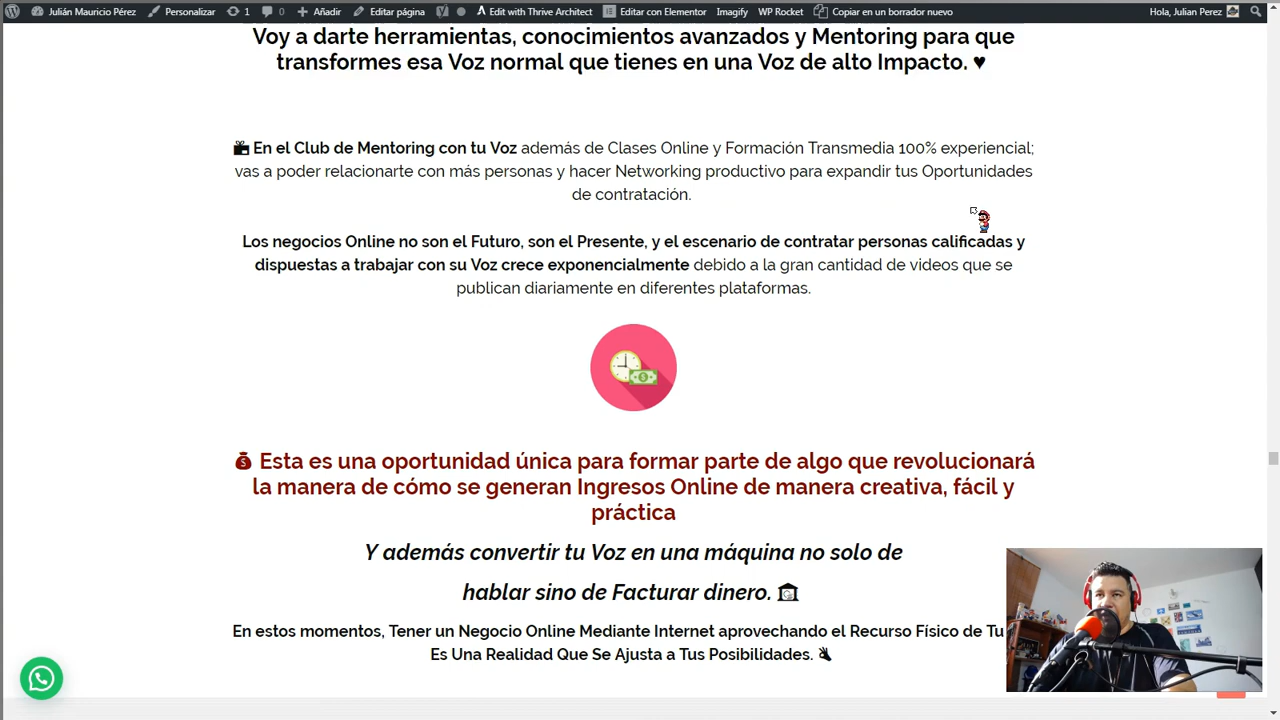 Julián Mauricio Pérez Personalizar 1 0 Añadir Editar página Edit with Thrive Architect Editar con Elementor Imagify WP Rocket Copiar en un borrador nuevo Hola, Julian Perez
Voy a darte herramientas, conocimientos avanzados y Mentoring para que
transformes esa Voz normal que tienes en una Voz de alto Impacto. ♥
En el Club de Mentoring con tu Voz además de Clases Online y Formación Transmedia 100% experiencial;
vas a poder relacionarte con más personas y hacer Networking productivo para expandir tus Oportunidades
de contratación.
Los negocios Online no son el Futuro, son el Presente, y el escenario de contratar personas calificadas y
dispuestas a trabajar con su Voz crece exponencialmente debido a la gran cantidad de videos que se
publican diariamente en diferentes plataformas.
Esta es una oportunidad única para formar parte de algo que revolucionará
la manera de cómo se generan Ingresos Online de manera creativa, fácil y
práctica
Y además convertir tu Voz en una máquina no solo de
hablar sino de Facturar dinero.
En estos momentos, Tener un Negocio Online Mediante Internet aprovechando el Recurso Físico de Tu
Es Una Realidad Que Se Ajusta a Tus Posibilidades.